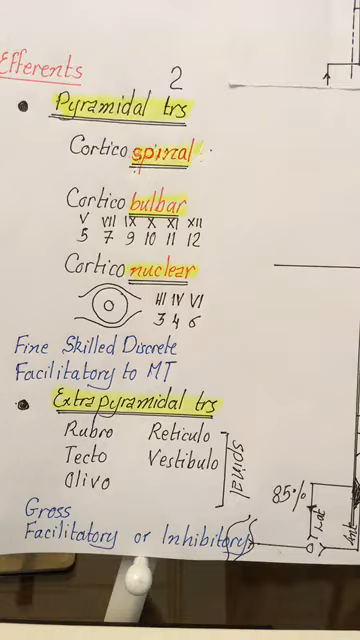 Efferents
2
Pyramidal trs
Cortico spinal
Cortico bulbar
V VII IX X XI XII
5 7 9 10 11 12
Cortico nuclear
III IV VI
3 4 6
Fine Skilled Discrete
Facilitatory to MT
Extrapyramidal trs
Rubro Reticulo
Tecto Vestibulo
Olivo
spinal
Gross
Facilitatory or Inhibitory
85%
Lat